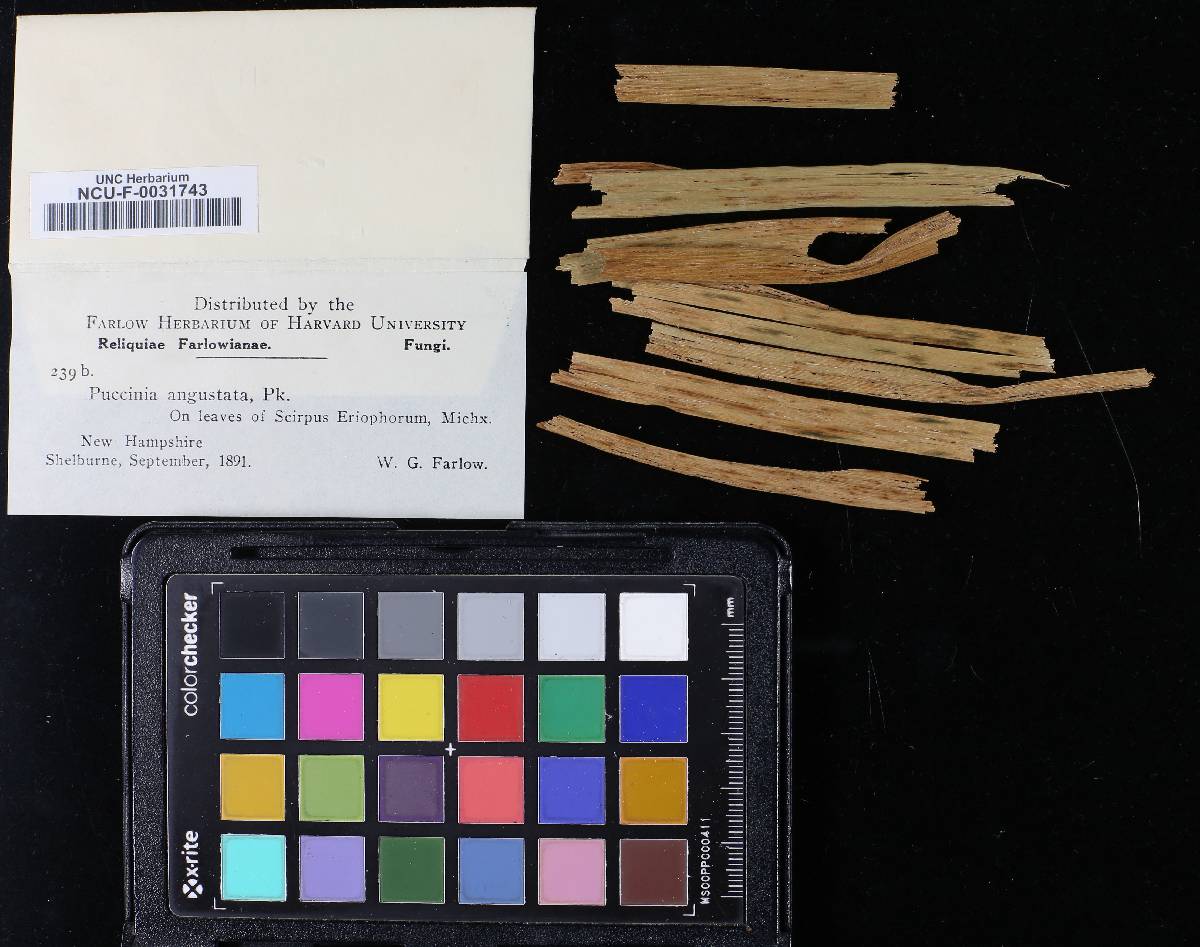 UNC Herbarium
NCU-F-0031743
Distributed by the
FARLOW HERBARIUM OF HARVARD UNIVERSITY
Reliquiae Farlowianae. Fungi.
239 b.
Puccinia angustata, Pk.
On leaves of Scirpus Eriophorum, Michx.
New Hampshire
Shelburne, September, 1891. W. G. Farlow.
colorchecker
x-rite
mm
MSCCPP000411